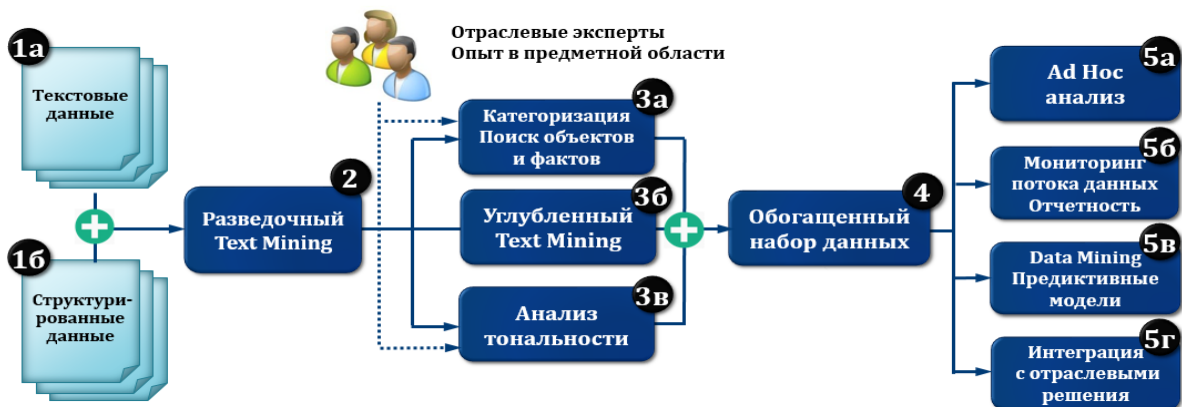 1а
Текстовые
данные
1б
Структури-
рованные
данные
2
Разведочный
Text Mining
Отраслевые эксперты
Опыт в предметной области
3а
Категоризация
Поиск объектов
и фактов
3б
Углубленный
Text Mining
3в
Анализ
тональности
4
Обогащенный
набор данных
5а
Ad Hoc
анализ
5б
Мониторинг
потока данных
Отчетность
5в
Data Mining
Предиктивные
модели
5г
Интеграция
с отраслевыми
решения